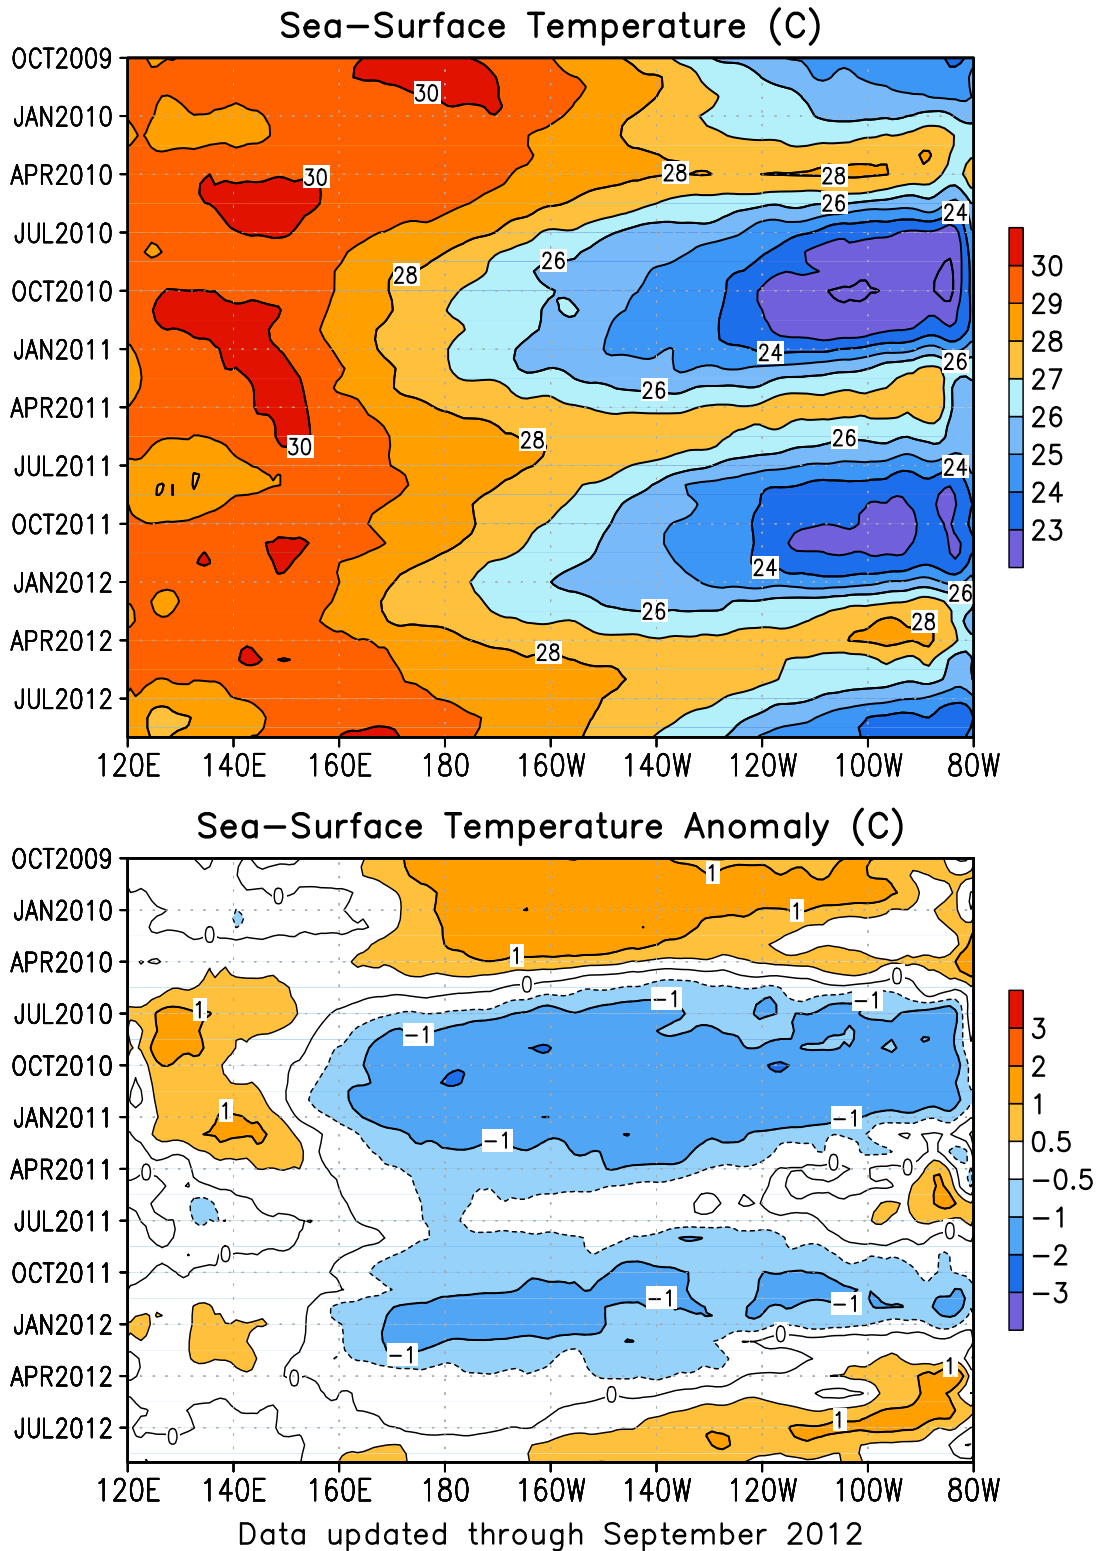 Sea-Surface Temperature (C)
OCT2009
30
JAN2010
APR2010
30
28
28
26
24
JUL2010
26
28
OCT2010
JAN2011
24
26
26
APR2011
30
28
26
JUL2011
24
OCT2011
24
JAN2012
26
26
28
APR2012
28
JUL2012
120E 140E 160E 180 160W 140W 120W 100W 80W
30
29
28
27
26
25
24
23
Sea-Surface Temperature Anomaly (C)
OCT2009
1
0
1
JAN2010
0
1
APR2010
0
0
-1
-1
JUL2010
1
-1
OCT2010
1
JAN2011
-1
-1
0
0
0
APR2011
JUL2011
0
0
OCT2011
-1
-1
JAN2012
0
-1
1
APR2012
0
0
1
JUL2012
0
120E 140E 160E 180 160W 140W 120W 100W 80W
3
2
1
0.5
-0.5
-1
-2
-3
Data updated through September 2012